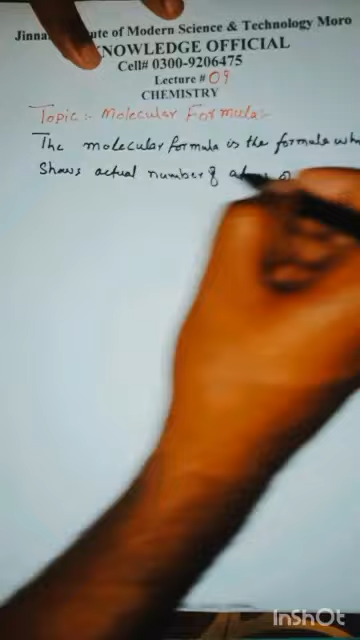 Jinna ute of Modern Science & Technology Moro
KNOWLEDGE OFFICIAL
Cell# 0300-9206475
Lecture # 09
CHEMISTRY
Topic:- Molecular Formula:-
The molecular formula is the formula wh
Shows actual number of
InShOt